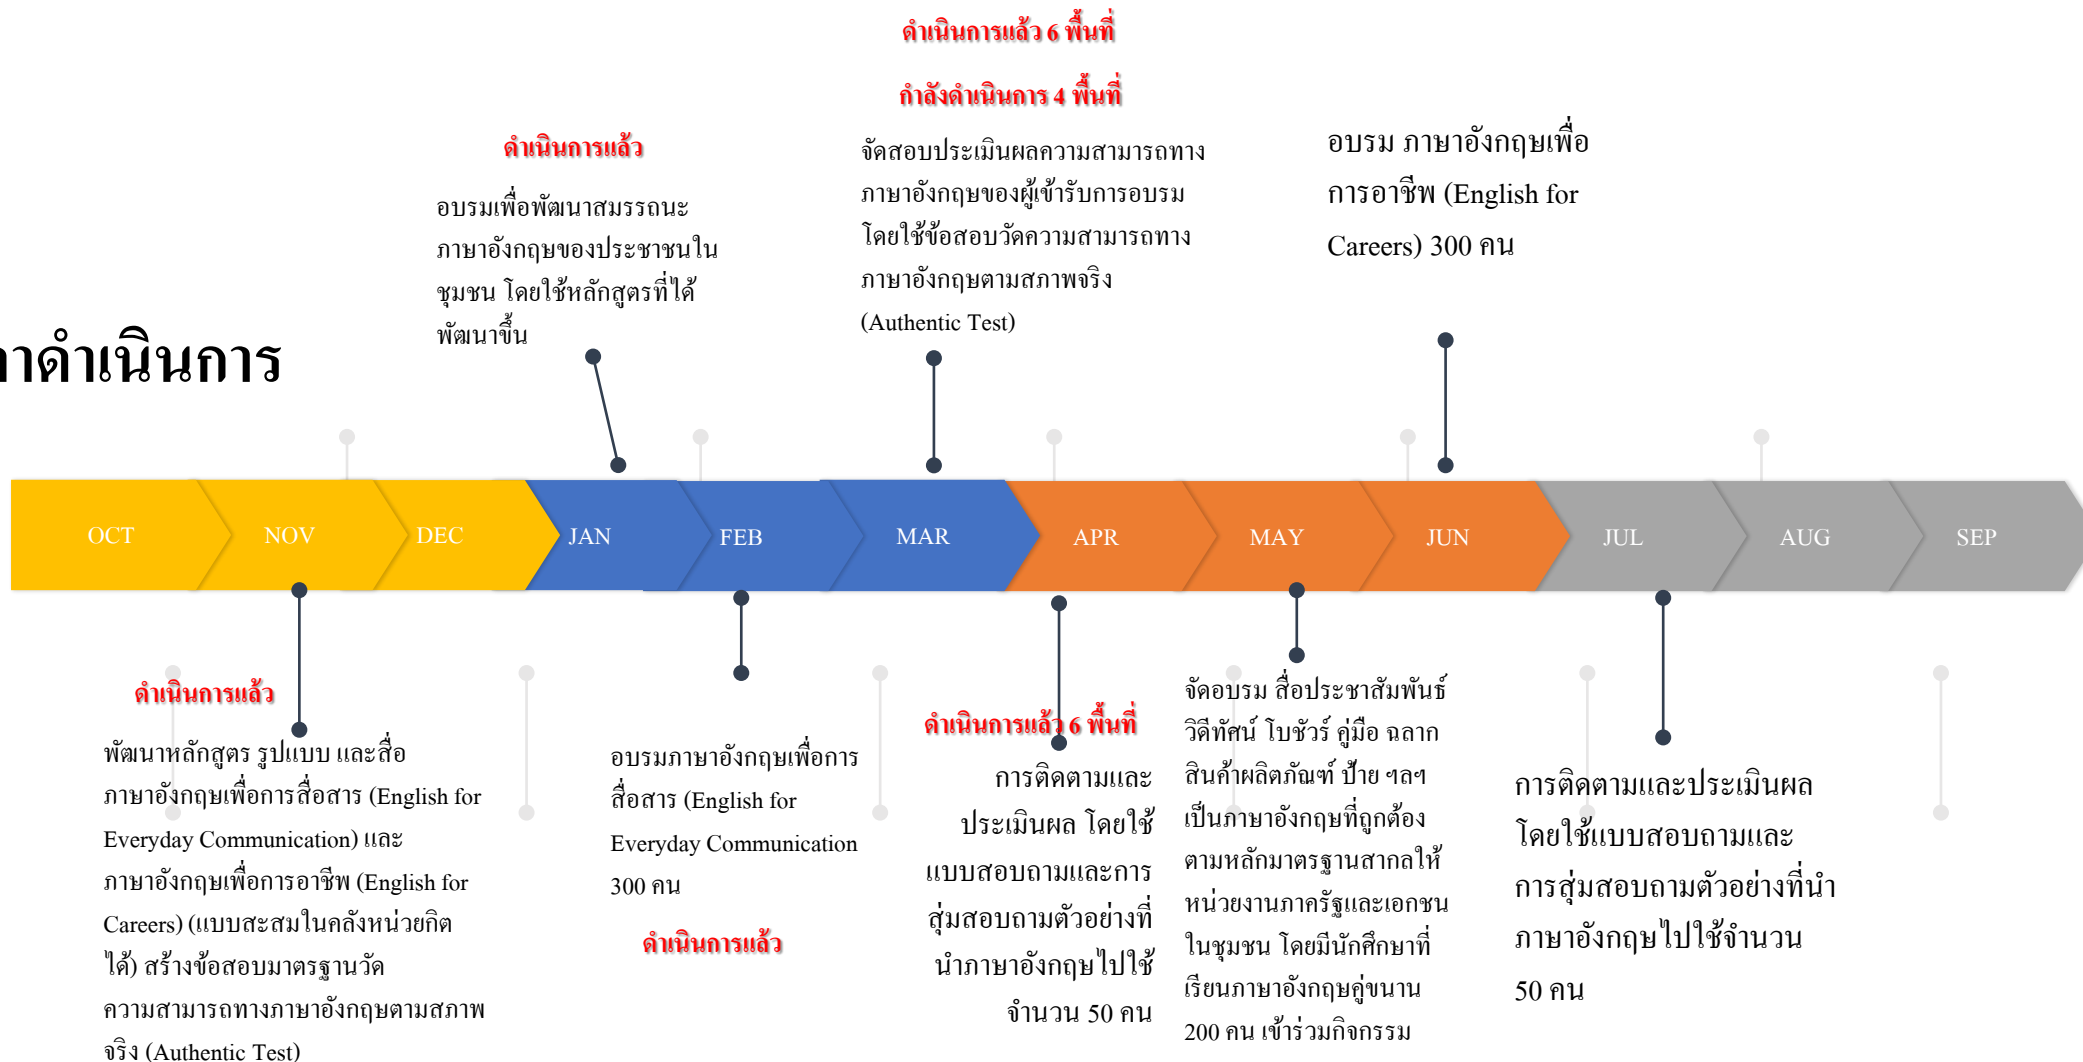 ดำเนินการแล้ว 6 พื้นที่
กำลังดำเนินการ 4 พื้นที่
ดำเนินการแล้ว
อบรมเพื่อพัฒนาสมรรถนะ
ภาษาอังกฤษของประชาชนใน
ชุมชน โดยใช้หลักสูตรที่ได้
พัฒนาขึ้น
จัดสอบประเมินผลความสามารถทาง
ภาษาอังกฤษของผู้เข้ารับการอบรม
โดยใช้ข้อสอบวัดความสามารถทาง
ภาษาอังกฤษตามสภาพจริง
(Authentic Test)
อบรม ภาษาอังกฤษเพื่อ
การอาชีพ (English for
Careers) 300 คน
าดำเนินการ
OCT
NOV
DEC
JAN
FEB
MAR
APR
MAY
JUN
JUL
AUG
SEP
ดำเนินการแล้ว
พัฒนาหลักสูตร รูปแบบ และสื่อ
ภาษาอังกฤษเพื่อการสื่อสาร (English for
Everyday Communication) และ
ภาษาอังกฤษเพื่อการอาชีพ (English for
Careers) (แบบสะสมในคลังหน่วยกิต
ได้) สร้างข้อสอบมาตรฐานวัด
ความสามารถทางภาษาอังกฤษตามสภาพ
จริง (Authentic Test)
อบรมภาษาอังกฤษเพื่อการ
สื่อสาร (English for
Everyday Communication
300 คน
ดำเนินการแล้ว
ดำเนินการแล้ว 6 พื้นที่
การติดตามและ
ประเมินผล โดยใช้
แบบสอบถามและการ
สุ่มสอบถามตัวอย่างที่
นำภาษาอังกฤษไปใช้
จำนวน 50 คน
จัดอบรม สื่อประชาสัมพันธ์
วิดีทัศน์ โบชัวร์ คู่มือ ฉลาก
สินค้าผลิตภัณฑ์ ป้าย ฯลฯ
เป็นภาษาอังกฤษที่ถูกต้อง
ตามหลักมาตรฐานสากลให้
หน่วยงานภาครัฐและเอกชน
ในชุมชน โดยมีนักศึกษาที่
เรียนภาษาอังกฤษคู่ขนาน
200 คน เข้าร่วมกิจกรรม
การติดตามและประเมินผล
โดยใช้แบบสอบถามและ
การสุ่มสอบถามตัวอย่างที่นำ
ภาษาอังกฤษไปใช้จำนวน
50 คน